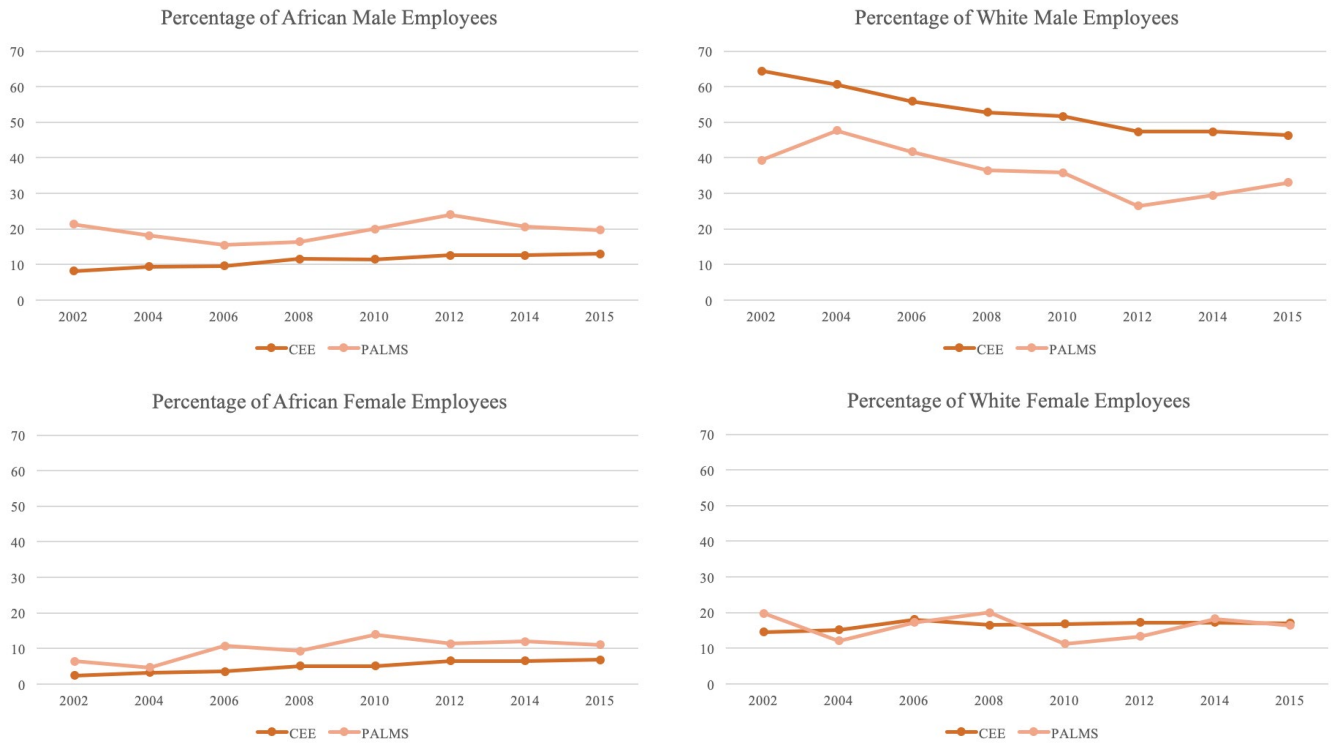 Percentage of African Male Employees
70
60
50
40
30
20
10
0
2002 2004 2006 2008 2010 2012 2014 2015
CEE PALMS
Percentage of White Male Employees
70
60
50
40
30
20
10
0
2002 2004 2006 2008 2010 2012 2014 2015
CEE PALMS
Percentage of African Female Employees
70
60
50
40
30
20
10
0
2002 2004 2006 2008 2010 2012 2014 2015
CEE PALMS
Percentage of White Female Employees
70
60
50
40
30
20
10
0
2002 2004 2006 2008 2010 2012 2014 2015
CEE PALMS